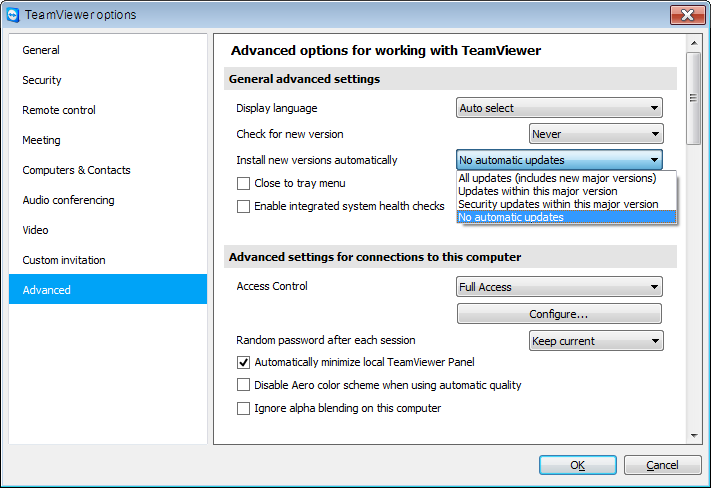 TeamViewer options
General
Security
Remote control
Meeting
Computers & Contacts
Audio conferencing
Video
Custom invitation
Advanced
Advanced options for working with TeamViewer
General advanced settings
Display language Auto select
Check for new version Never
Install new versions automatically No automatic updates
All updates (includes new major versions)
Updates within this major version
Security updates within this major version
No automatic updates
Close to tray menu
Enable integrated system health checks
Advanced settings for connections to this computer
Access Control Full Access
Configure...
Random password after each session Keep current
Automatically minimize local TeamViewer Panel
Disable Aero color scheme when using automatic quality
Ignore alpha blending on this computer
OK Cancel